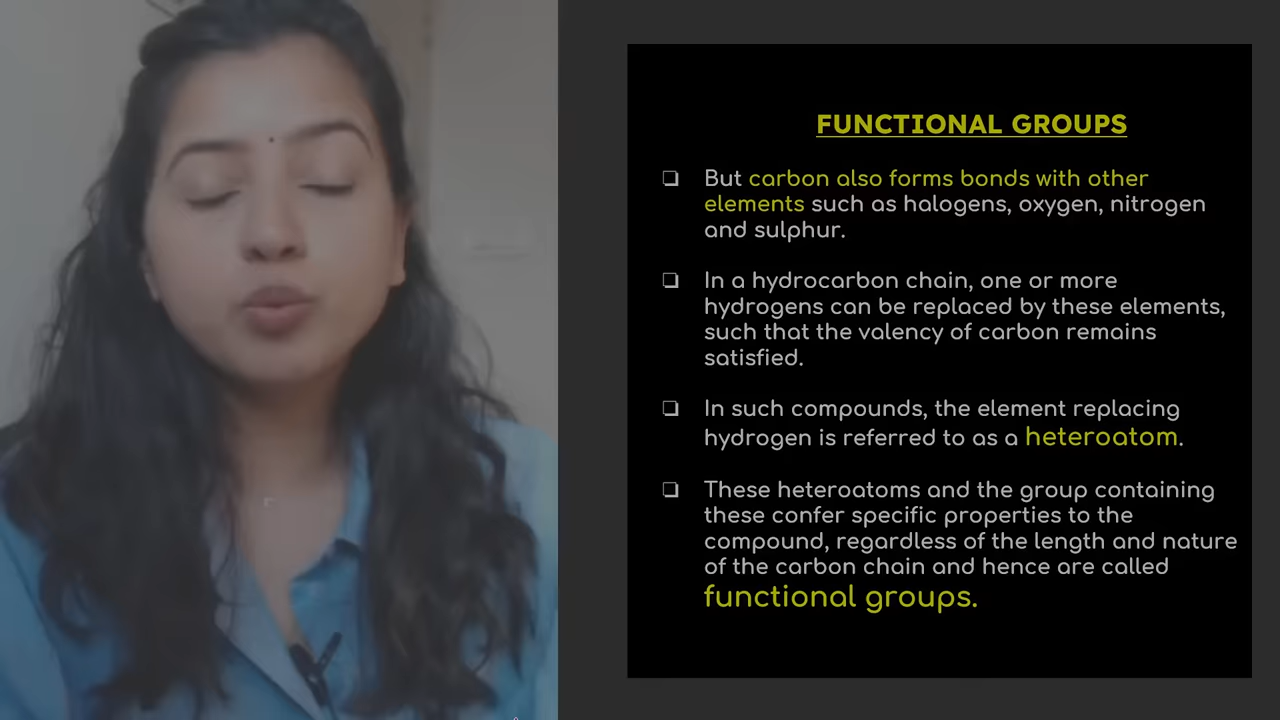 FUNCTIONAL GROUPS
❏ But carbon also forms bonds with other
elements such as halogens, oxygen, nitrogen
and sulphur.
❏ In a hydrocarbon chain, one or more
hydrogens can be replaced by these elements,
such that the valency of carbon remains
satisfied.
❏ In such compounds, the element replacing
hydrogen is referred to as a heteroatom.
❏ These heteroatoms and the group containing
these confer specific properties to the
compound, regardless of the length and nature
of the carbon chain and hence are called
functional groups.